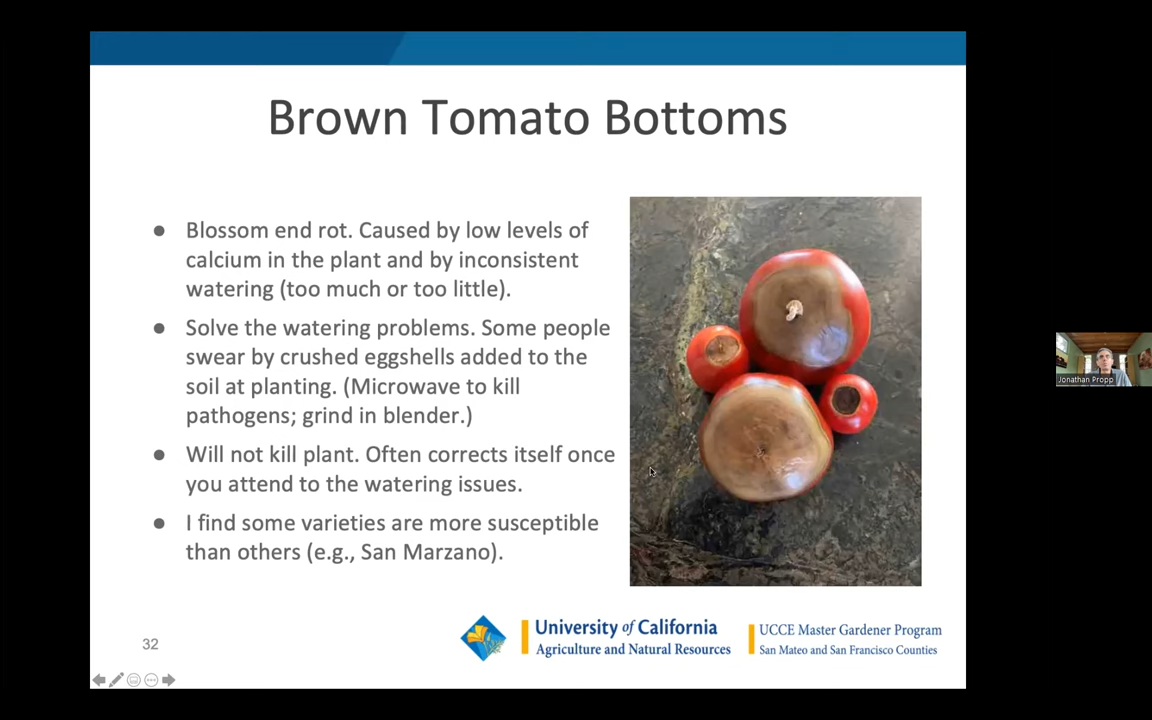 Brown Tomato Bottoms
● Blossom end rot. Caused by low levels of
calcium in the plant and by inconsistent
watering (too much or too little).
● Solve the watering problems. Some people
swear by crushed eggshells added to the
soil at planting. (Microwave to kill
pathogens; grind in blender.)
● Will not kill plant. Often corrects itself once
you attend to the watering issues.
● I find some varieties are more susceptible
than others (e.g., San Marzano).
Jonathan Propp
32
University of California
Agriculture and Natural Resources
UCCE Master Gardener Program
San Mateo and San Francisco Counties